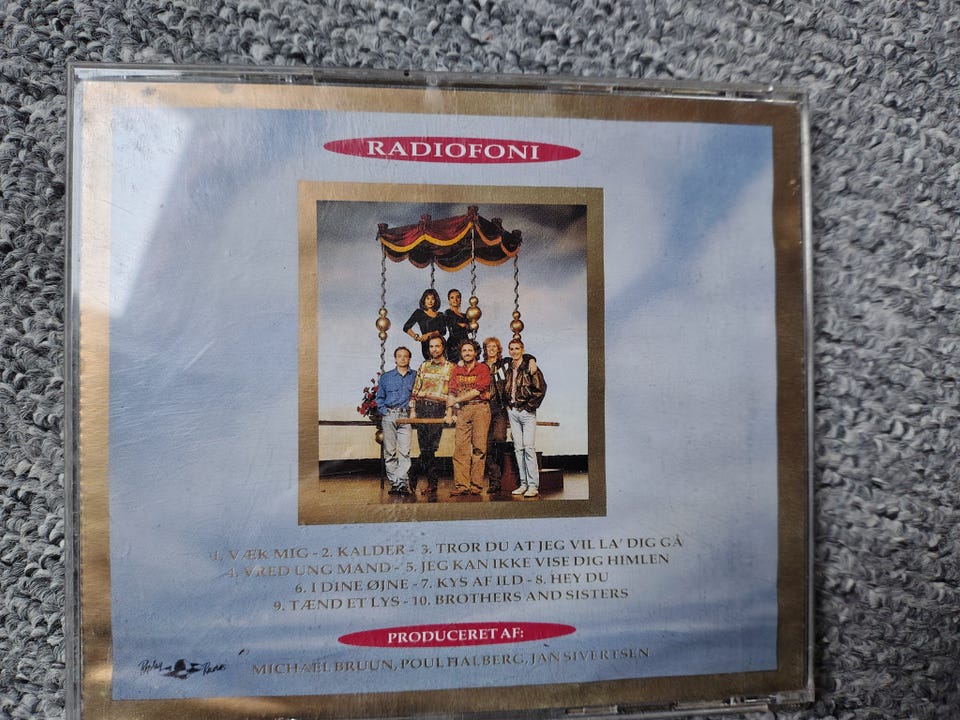 RADIOFONI
1. VÆK MIG - 2. KALDER - 3. TROR DU AT JEG VIL LA' DIG GÅ
4. VRED UNG MAND - 5. JEG KAN IKKE VISE DIG HIMLEN
6. I DINE ØJNE - 7. KYS AF ILD - 8. HEY DU
9. TÆND ET LYS - 10. BROTHERS AND SISTERS
PRODUCERET AF:
MICHAEL BRUUN, POUL HALBERG, JAN SIVERTSEN